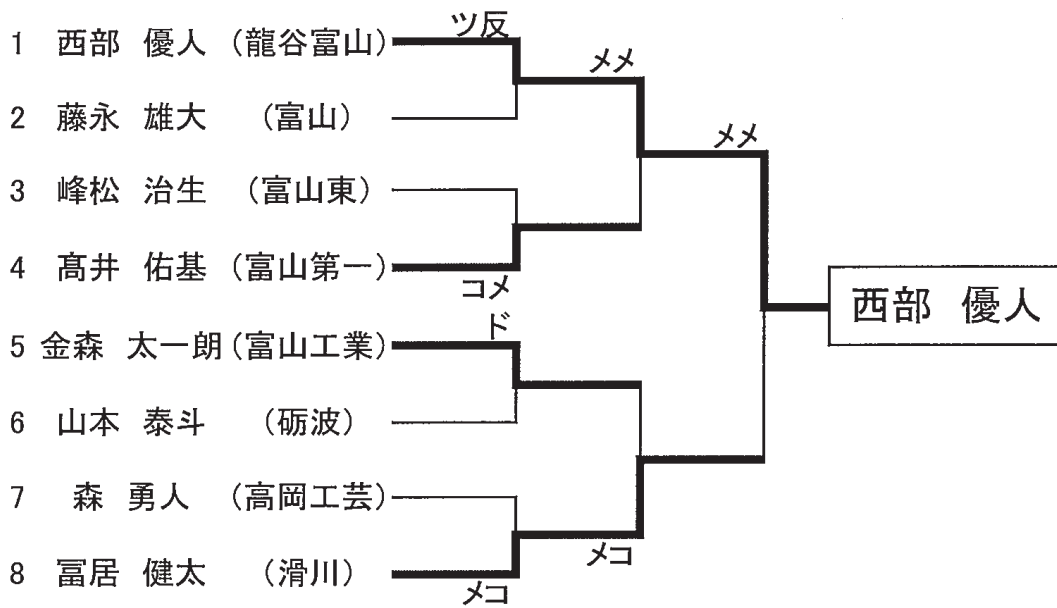 ツ反
1 西部 優人 (龍谷富山)
メメ
2 藤永 雄大 (富山)
メメ
3 峰松 治生 (富山東)
4 髙井 佑基 (富山第一)
コメ
西部 優人
ド
5 金森 太一朗 (富山工業)
6 山本 泰斗 (砺波)
7 森 勇人 (高岡工芸)
メコ
8 冨居 健太 (滑川)
メコ